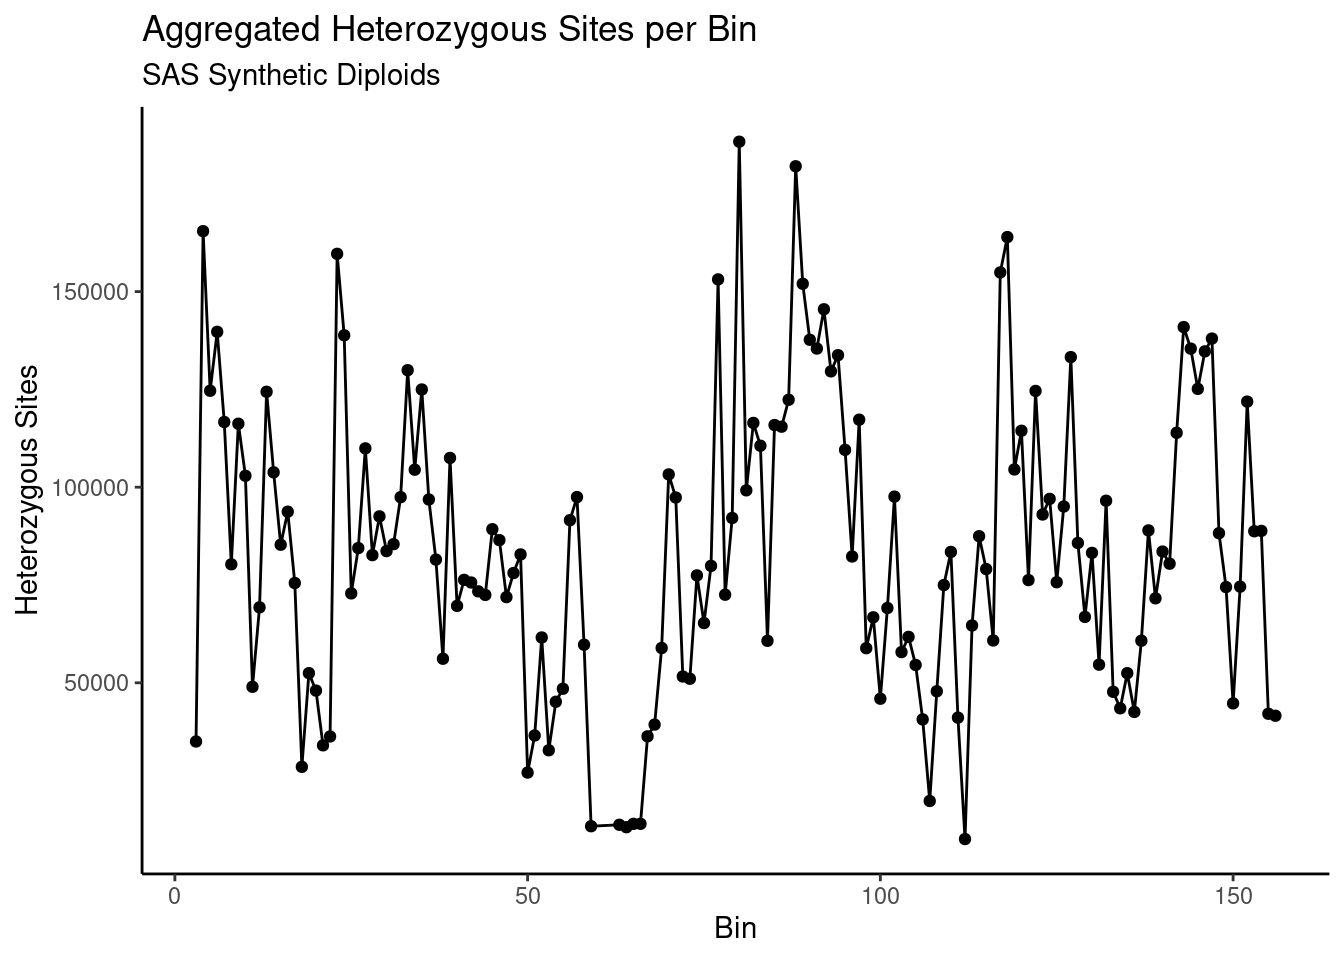 Aggregated Heterozygous Sites per Bin
SAS Synthetic Diploids
Heterozygous Sites
150000
100000
50000
0
50
100
150
Bin